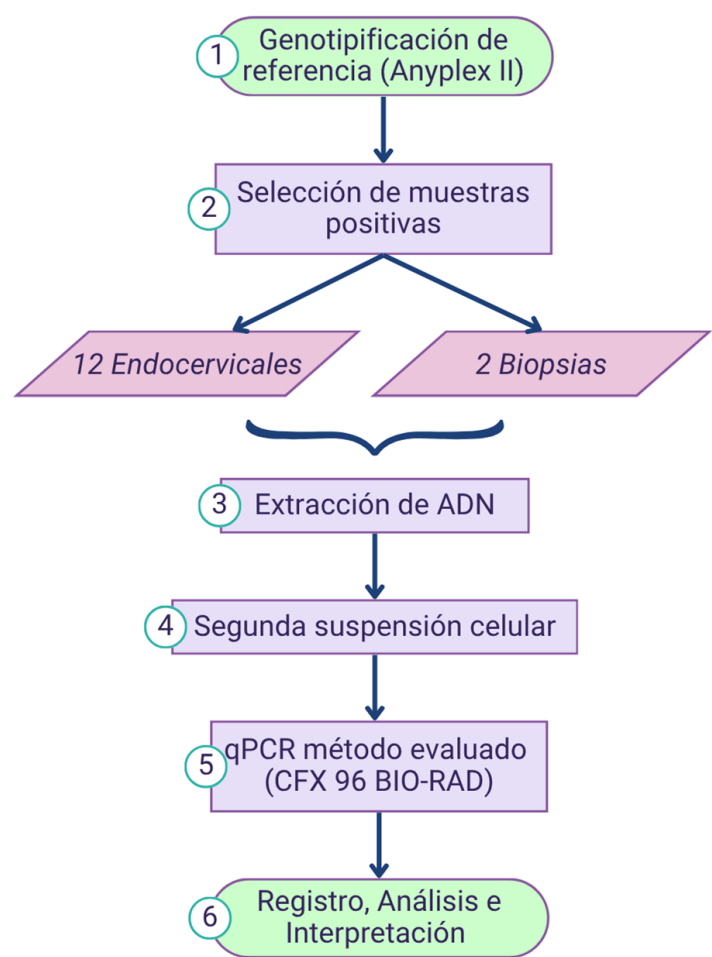 1
Genotipificación de
referencia (Anyplex II)
2
Selección de muestras
positivas
12 Endocervicales
2 Biopsias
3
Extracción de ADN
4
Segunda suspensión celular
5
qPCR método evaluado
(CFX 96 BIO-RAD)
6
Registro, Análisis e
Interpretación